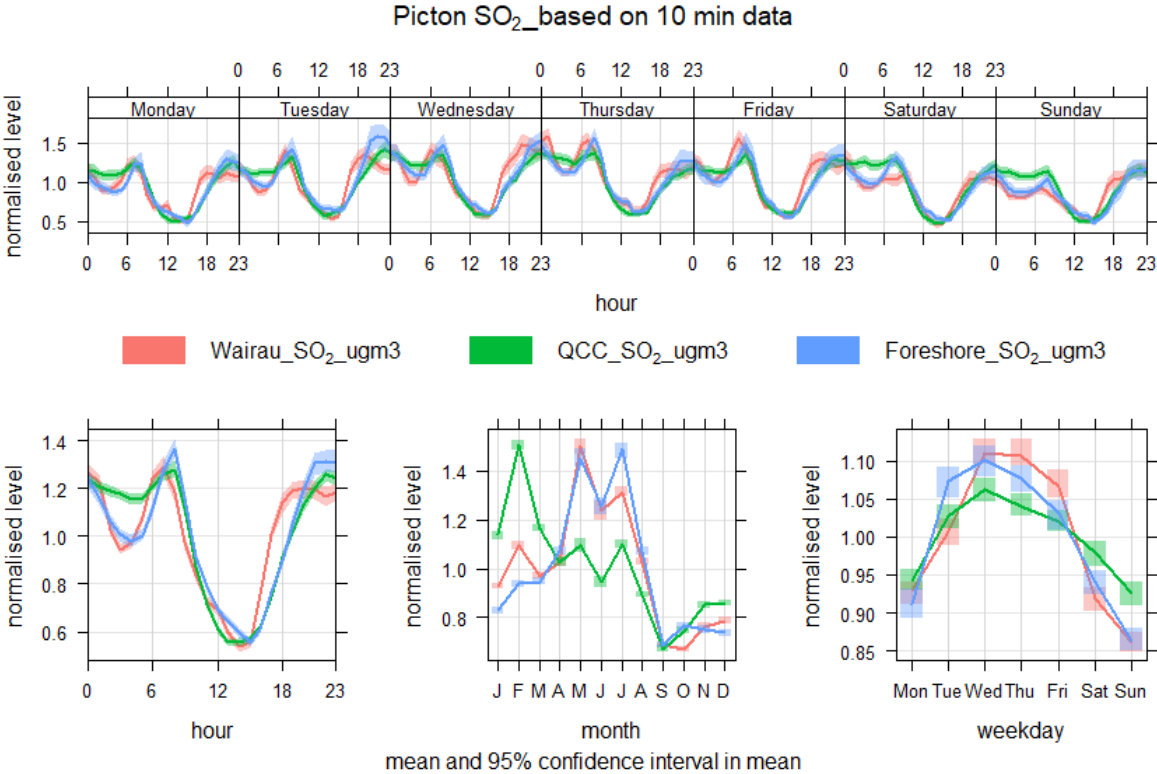 Picton SO₂_based on 10 min data
0 6 12 18 23 0 6 12 18 23 0 6 12 18 23
Monday Tuesday Wednesday Thursday Friday Saturday Sunday
normalised level
1.5
1.0
0.5
0 6 12 18 23 0 6 12 18 23 0 6 12 18 23 0 6 12 18 23
hour
Wairau_SO₂_ugm3 QCC_SO₂_ugm3 Foreshore_SO₂_ugm3
normalised level
1.4
1.2
1.0
0.8
0.6
0 6 12 18 23
hour
normalised level
1.4
1.2
1.0
0.8
J F M A M J J A S O N D
month
normalised level
1.10
1.05
1.00
0.95
0.90
0.85
Mon Tue Wed Thu Fri Sat Sun
weekday
mean and 95% confidence interval in mean